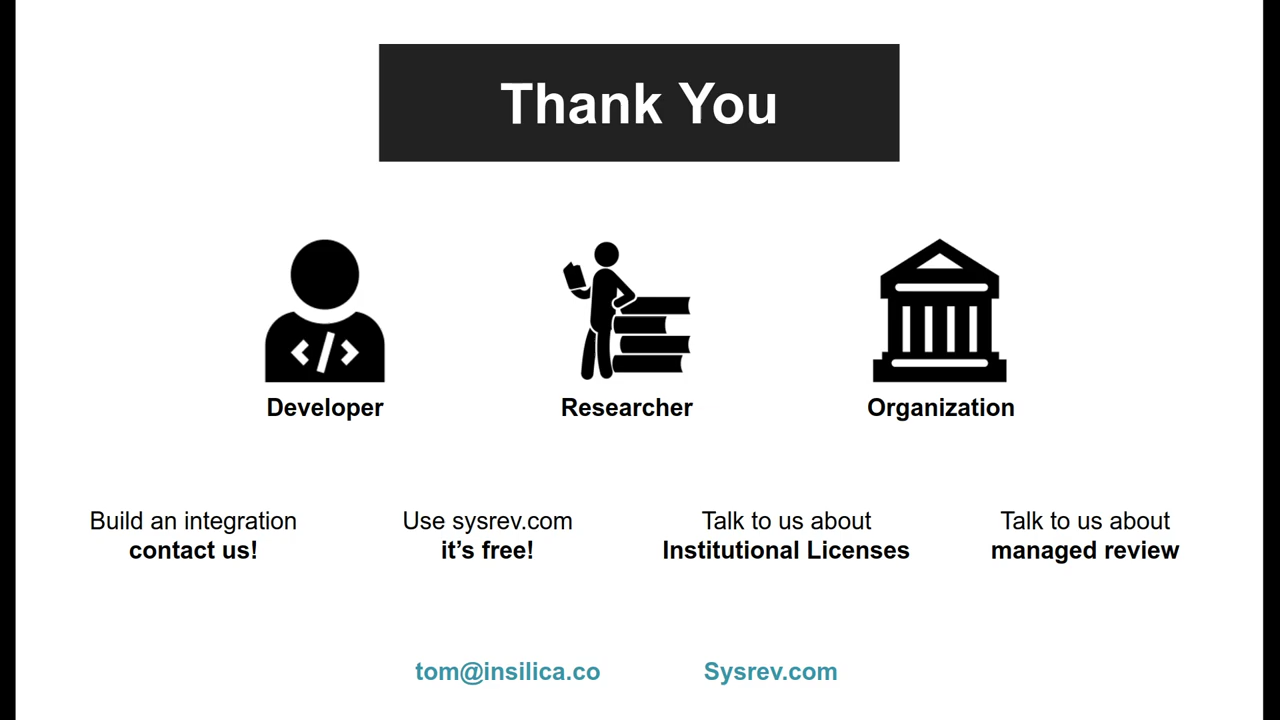 Thank You
</>
Developer
Researcher
Organization
Build an integration
contact us!
Use sysrev.com
it’s free!
Talk to us about
Institutional Licenses
Talk to us about
managed review
tom@insilica.co
Sysrev.com